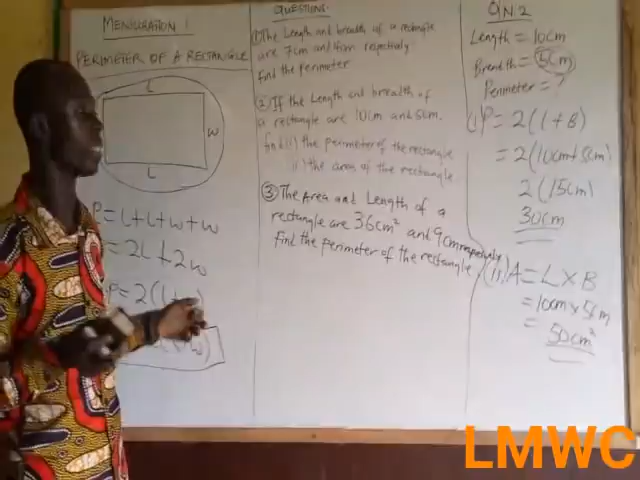 MENSURATION 1
PERIMETER OF A RECTANGLE
L
W
L
P = L+L+W+W
= 2L + 2W
P = 2(L+
W)
QUESTIONS
① The Length and breadth of a rectangle
are 7cm and 4cm respectively
find the perimeter
② If the Length and breadth of
a rectangle are 10cm and 5cm.
find (i) the perimeter of the rectangle
ii) the area of the rectangle
③ The Area and Length of a
rectangle are 36cm² and 9cm respectively
find the perimeter of the rectangle
QN.2
Length = 10cm
Breadth = 5cm
Perimeter = ?
(i) P = 2(L+B)
= 2(10cm+5cm)
2(15cm)
30cm
(ii) A = L X B
= 10cm x 5cm
= 50cm²
LMWC